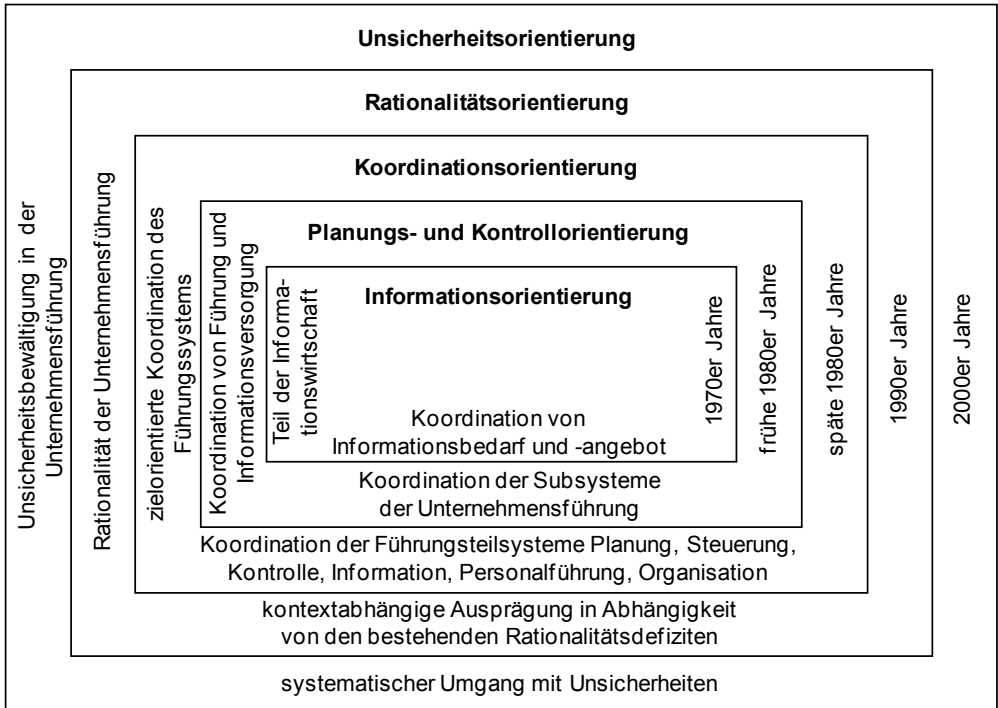 Unsicherheitsorientierung
Rationalitätsorientierung
Koordinationsorientierung
Planungs- und Kontrollorientierung
Informationsorientierung
Unsicherheitsbewältigung in der
Unternehmensführung
Rationalität der Unternehmensführung
zielorientierte Koordination des
Führungssystems
Koordination von Führung und
Informationsversorgung
Teil der Informa-
tionswirtschaft
1970er Jahre
frühe 1980er Jahre
späte 1980er Jahre
1990er Jahre
2000er Jahre
Koordination von
Informationsbedarf und -angebot
Koordination der Subsysteme
der Unternehmensführung
Koordination der Führungsteilsysteme Planung, Steuerung,
Kontrolle, Information, Personalführung, Organisation
kontextabhängige Ausprägung in Abhängigkeit
von den bestehenden Rationalitätsdefiziten
systematischer Umgang mit Unsicherheiten